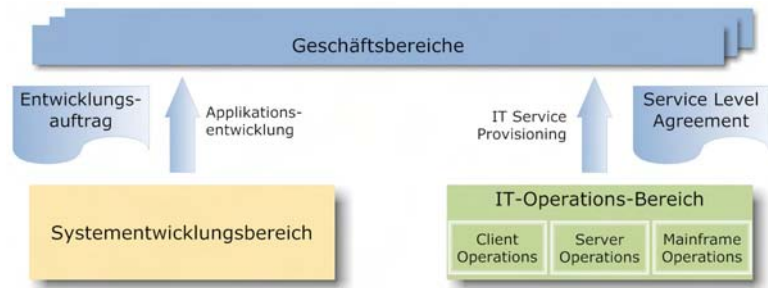 Geschäftsbereiche
Entwicklungs-
auftrag
Applikations-
entwicklung
IT Service
Provisioning
Service Level
Agreement
Systementwicklungsbereich
IT-Operations-Bereich
Client
Operations
Server
Operations
Mainframe
Operations